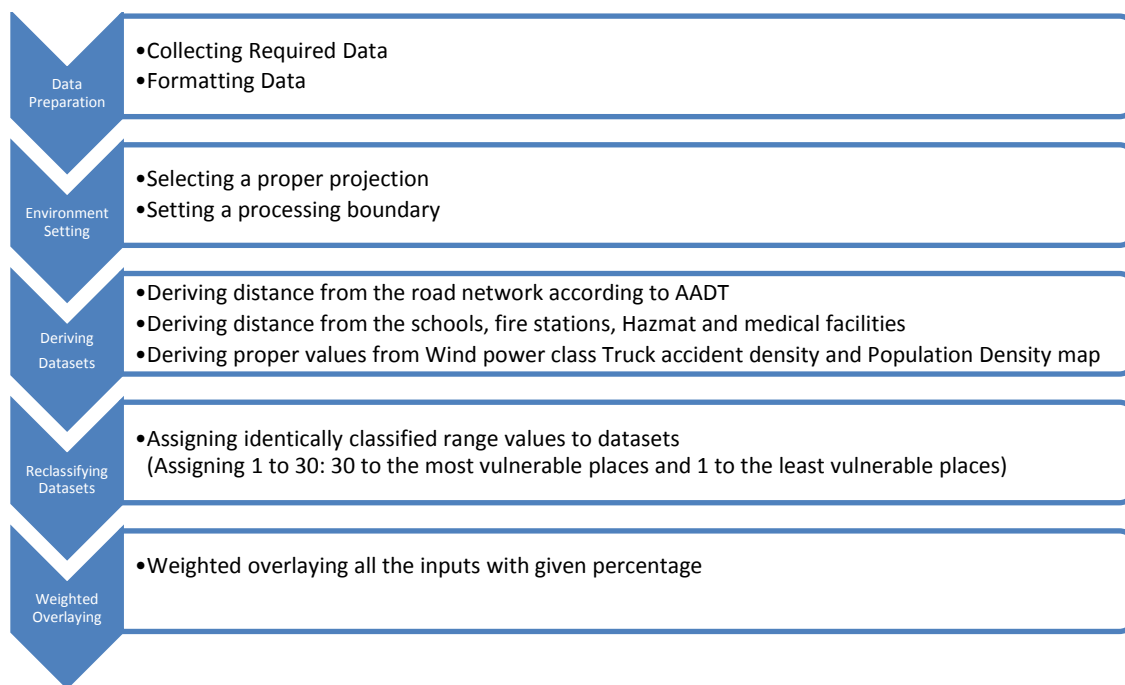 Data
Preparation
•Collecting Required Data
•Formatting Data
Environment
Setting
•Selecting a proper projection
•Setting a processing boundary
Deriving
Datasets
•Deriving distance from the road network according to AADT
•Deriving distance from the schools, fire stations, Hazmat and medical facilities
•Deriving proper values from Wind power class Truck accident density and Population Density map
Reclassifying
Datasets
•Assigning identically classified range values to datasets
(Assigning 1 to 30: 30 to the most vulnerable places and 1 to the least vulnerable places)
Weighted
Overlaying
•Weighted overlaying all the inputs with given percentage